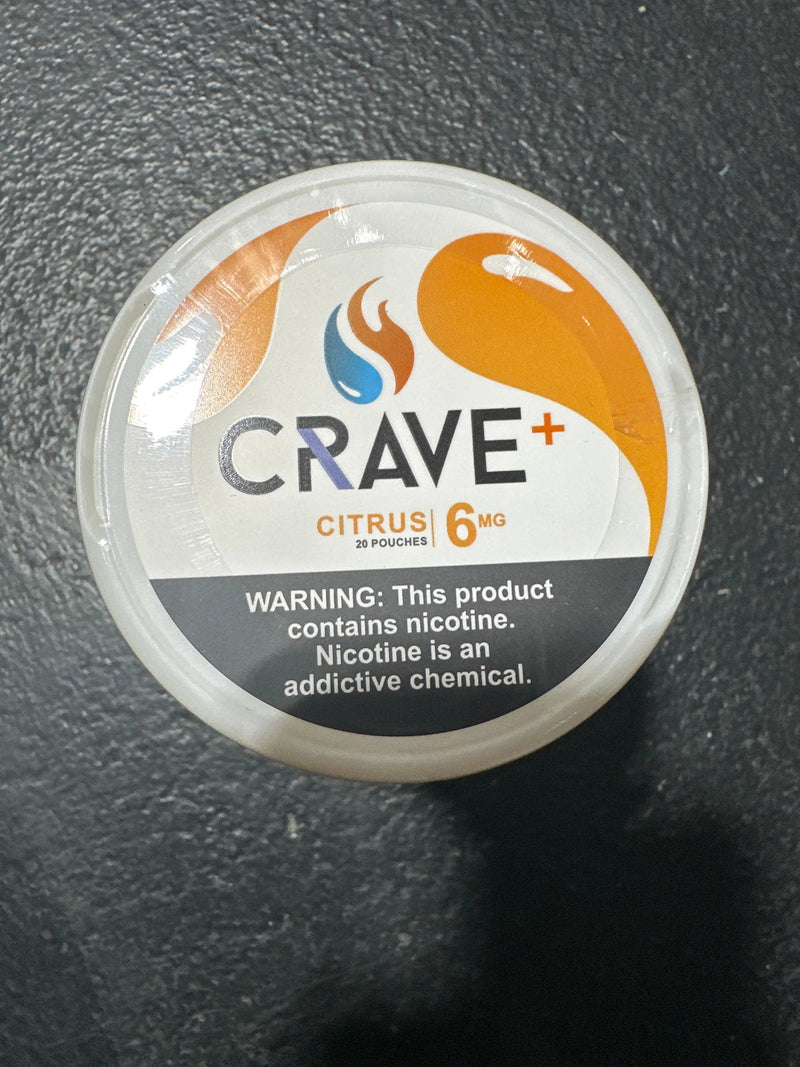 CRAVE+
CITRUS 6MG
20 POUCHES
WARNING: This product
contains nicotine.
Nicotine is an
addictive chemical.